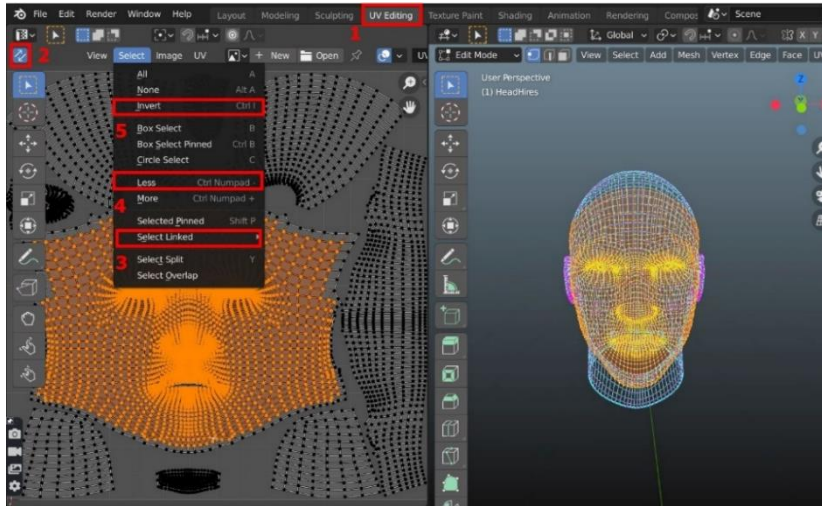 File Edit Render Window Help Layout Modeling Sculpting UV Editing Texture Paint Shading Animation Rendering Compos Scene
1
Global
X Y
2
View Select Image UV + New Open UV
Edit Mode View Select Add Mesh Vertex Edge Face UV
All A
None Alt A
Invert Ctrl I
5
Box Select B
Box Select Pinned Ctrl B
Circle Select C
Less Ctrl Numpad -
4
More Ctrl Numpad +
Selected Pinned Shift P
Select Linked
3
Select Split Y
Select Overlap
User Perspective
(1) HeadHires
Z
Y